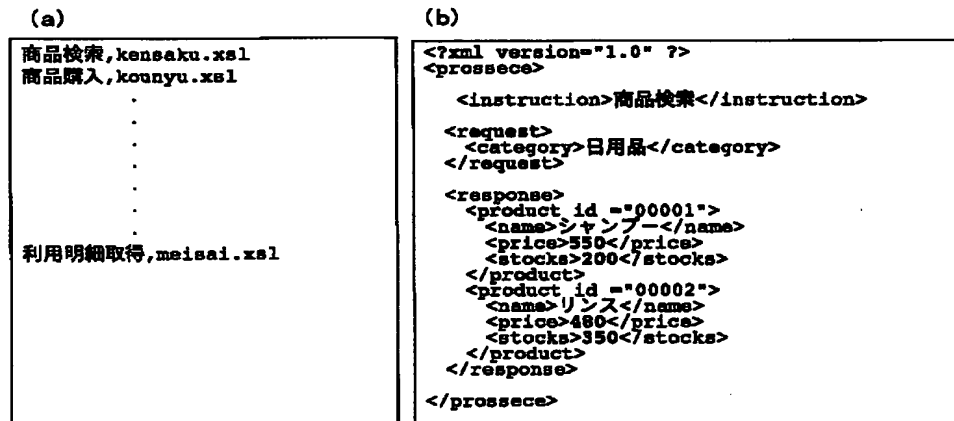 (a)
商品検索,kensaku.xsl
商品購入,kounyu.xsl
.
.
.
.
.
.
.
利用明細取得,meisai.xsl
(b)
<?xml version="1.0" ?>
<prossece>
<instruction>商品検索</instruction>
<request>
<category>日用品</category>
</request>
<response>
<product id ="00001">
<name>シャンプー</name>
<price>550</price>
<stocks>200</stocks>
</product>
<product id ="00002">
<name>リンス</name>
<price>480</price>
<stocks>350</stocks>
</product>
</response>
</prossece>